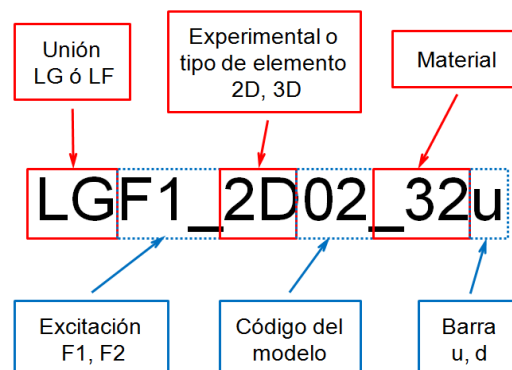 Unión
LG ó LF
Experimental o
tipo de elemento
2D, 3D
Material
LGF1_2D02_32u
Excitación
F1, F2
Código del
modelo
Barra
u, d